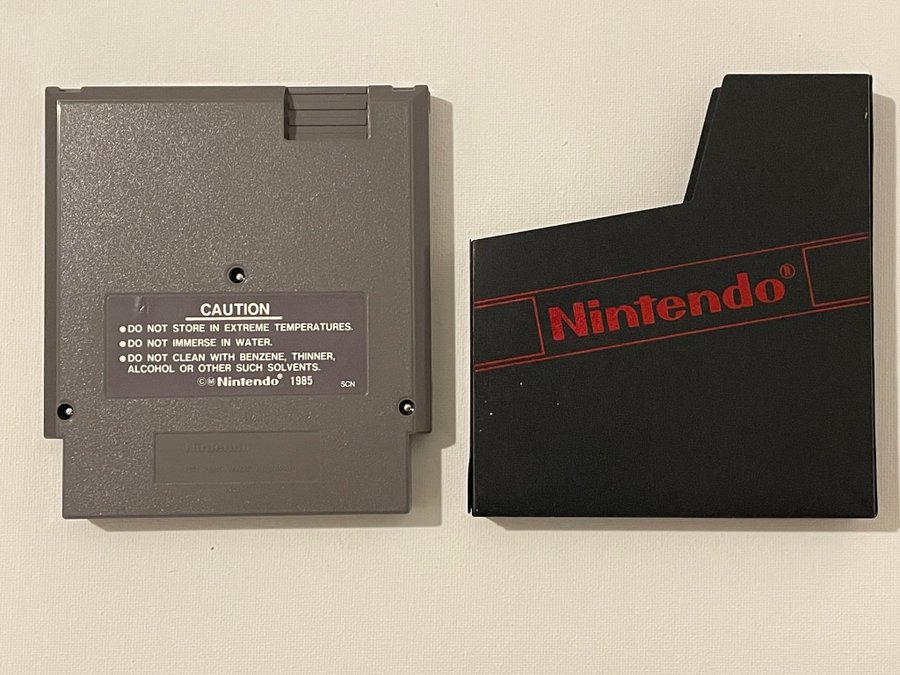 CAUTION
●DO NOT STORE IN EXTREME TEMPERATURES.
●DO NOT IMMERSE IN WATER.
●DO NOT CLEAN WITH BENZENE, THINNER,
ALCOHOL OR OTHER SUCH SOLVENTS.
©Ⓜ Nintendo® 1985 SCN
Nintendo
Nintendo®